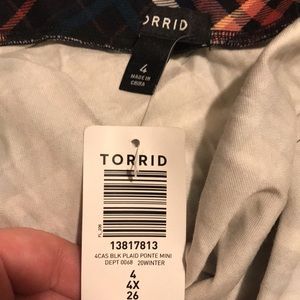 TORRID
4
MADE IN
CHINA
TORRID
13817813
4CAS BLK PLAID PONTE MINI
DEPT 0068 20WINTER
4
4X
26